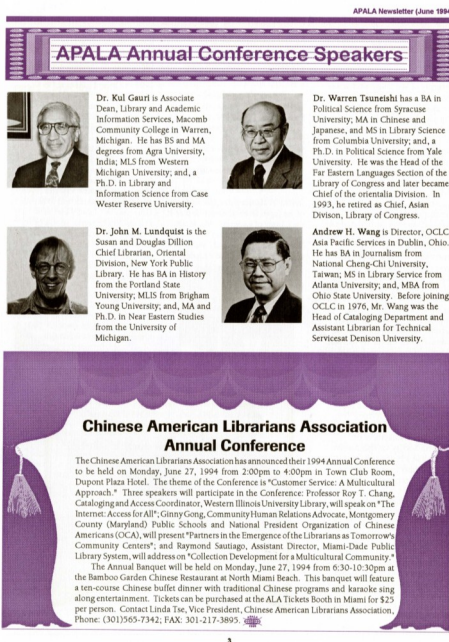 APALA Newsletter (June 1994
APALA Annual Conference Speakers
Dr. Kul Gauri is Associate
Dean, Library and Academic
Information Services, Macomb
Community College in Warren,
Michigan. He has BS and MA
degrees from Agra University,
India; MLS from Western
Michigan University; and, a
Ph.D. in Library and
Information Science from Case
Wester Reserve University.
Dr. Warren Tsuneishi has a BA in
Political Science from Syracuse
University; MA in Chinese and
Japanese, and MS in Library Science
from Columbia University; and, a
Ph.D. in Political Science from Yale
University. He was the Head of the
Far Eastern Languages Section of the
Library of Congress and later became
Chief of the orientalia Division. In
1993, he retired as Chief, Asian
Divison, Library of Congress.
Dr. John M. Lundquist is the
Susan and Douglas Dillion
Chief Librarian, Oriental
Division, New York Public
Library. He has BA in History
from the Portland State
University; MLIS from Brigham
Young University; and, MA and
Ph.D. in Near Eastern Studies
from the University of
Michigan.
Andrew H. Wang is Director, OCLC
Asia Pacific Services in Dublin, Ohio.
He has BA in Journalism from
National Cheng-Chi University,
Taiwan; MS in Library Service from
Atlanta University; and, MBA from
Ohio State University. Before joining
OCLC in 1976, Mr. Wang was the
Head of Cataloging Department and
Assistant Librarian for Technical
Servicesat Denison University.
Chinese American Librarians Association
Annual Conference
The Chinese American Librarians Association has announced their 1994 Annual Conference
to be held on Monday, June 27, 1994 from 2:00pm to 4:00pm in Town Club Room,
Dupont Plaza Hotel. The theme of the Conference is "Customer Service: A Multicultural
Approach." Three speakers will participate in the Conference: Professor Roy T. Chang,
Cataloging and Access Coordinator, Western Illinois University Library, will speak on "The
Internet: Access for All"; Ginny Gong, Community Human Relations Advocate, Montgomery
County (Maryland) Public Schools and National President Organization of Chinese
Americans (OCA), will present "Partners in the Emergence of the Librarians as Tomorrow's
Community Centers"; and Raymond Sautiago, Assistant Director, Miami-Dade Public
Library System, will address on "Collection Development for a Multicultural Community."
The Annual Banquet will be held on Monday, June 27, 1994 from 6:30-10:30pm at
the Bamboo Garden Chinese Restaurant at North Miami Beach. This banquet will feature
a ten-course Chinese buffet dinner with traditional Chinese programs and karaoke sing
along entertainment. Tickets can be purchased at the ALA Tickets Booth in Miami for $25
per person. Contact Linda Tse, Vice President, Chinese American Librarians Association,
Phone: (301)565-7342; FAX: 301-217-3895.
3